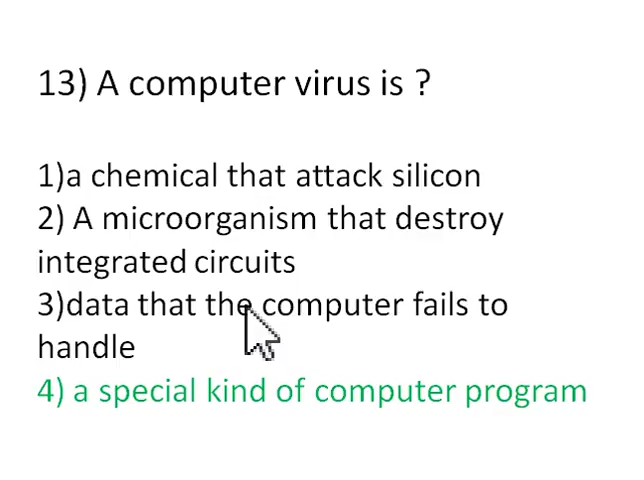 13) A computer virus is ?
1)a chemical that attack silicon
2) A microorganism that destroy
integrated circuits
3)data that the computer fails to
handle
4) a special kind of computer program